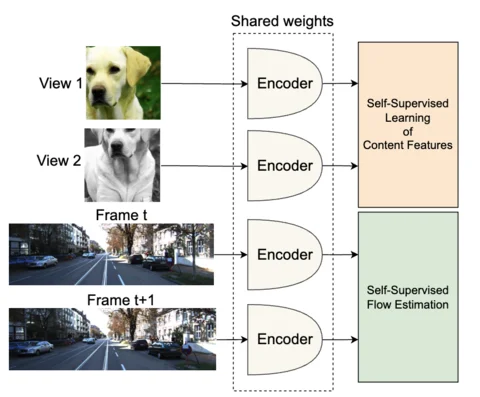 Shared weights
View 1
Encoder
View 2
Encoder
Self-Supervised
Learning
of
Content Features
Frame t
Encoder
Frame t+1
Encoder
Self-Supervised
Flow Estimation